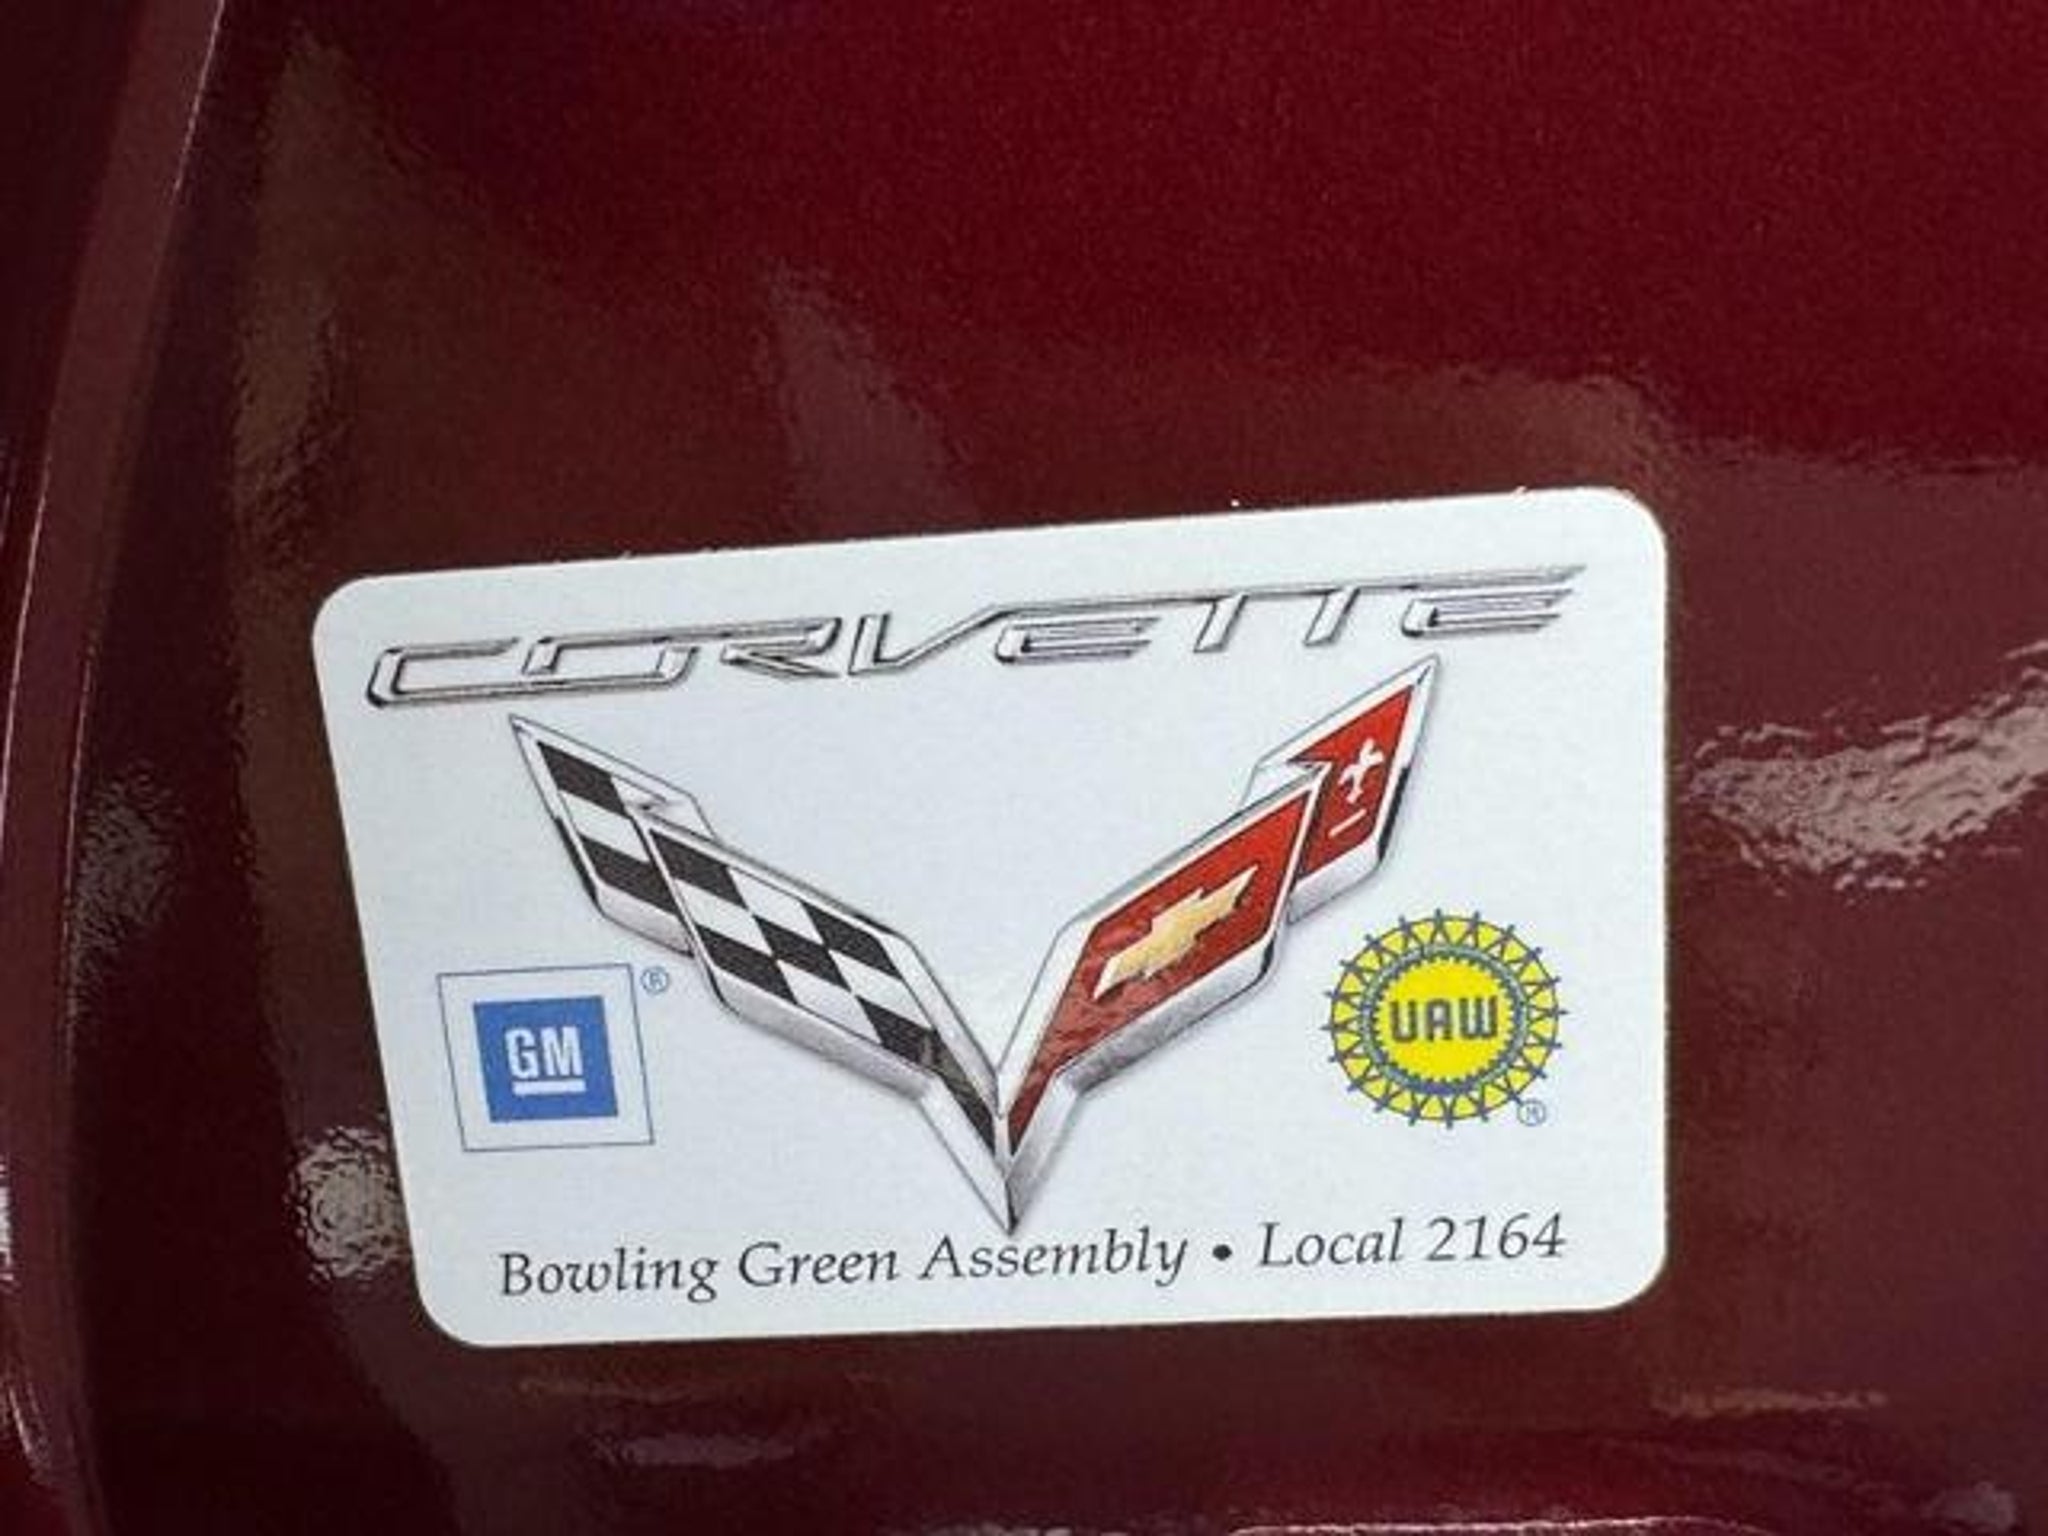 CORVETTE
GM ®
UAW ®
Bowling Green Assembly • Local 2164